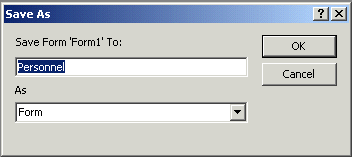 Save As
Save Form 'Form1' To:
OK
Personnel
Cancel
As
Form